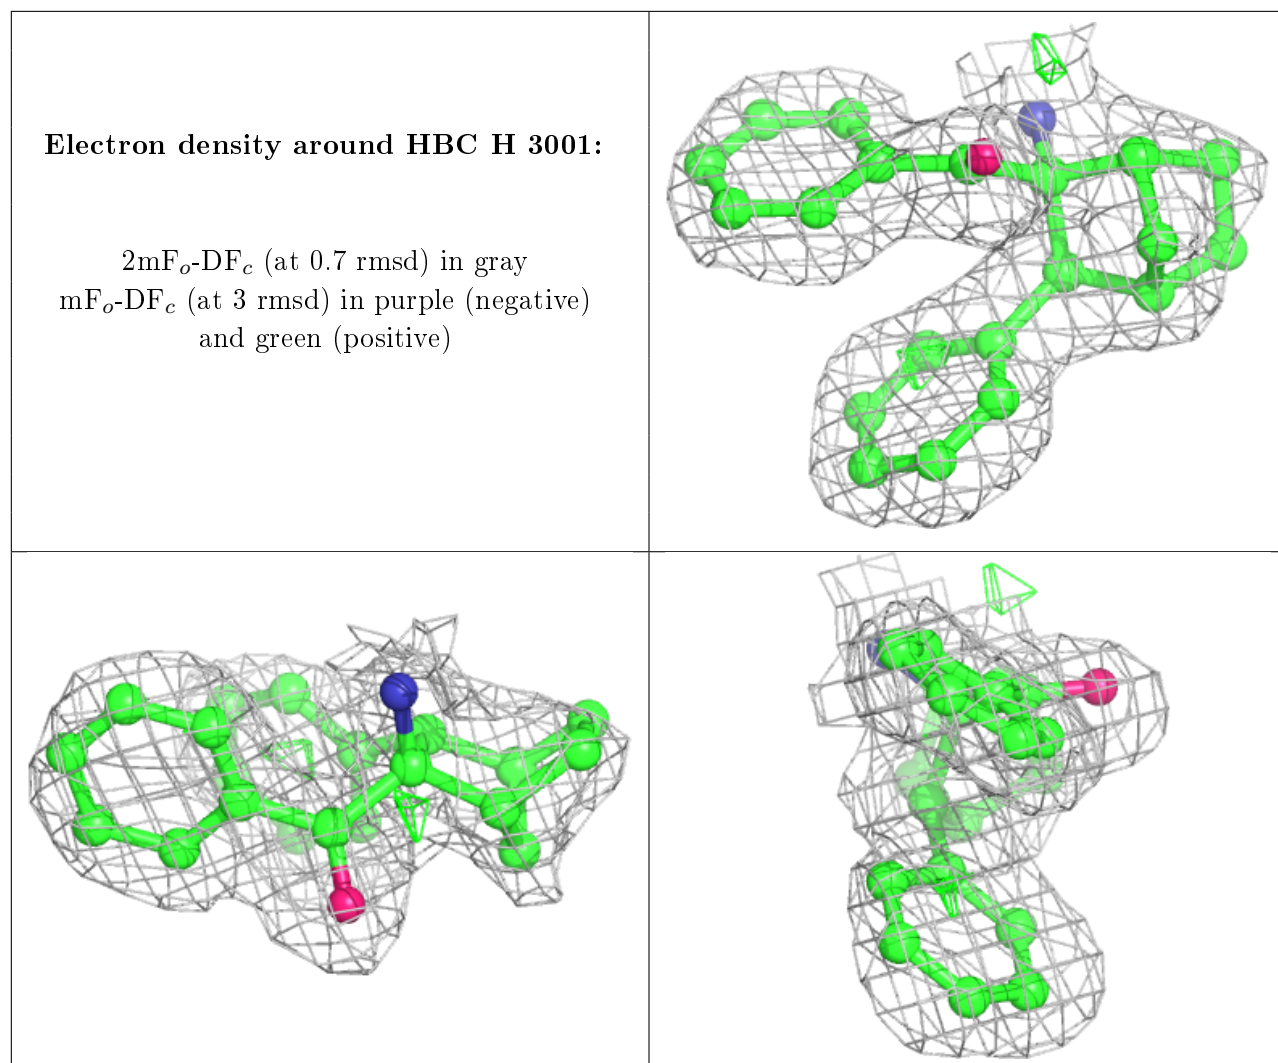 Electron density around HBC H 3001:
2mFₒ-DF𝒸 (at 0.7 rmsd) in gray
mFₒ-DF𝒸 (at 3 rmsd) in purple (negative)
and green (positive)